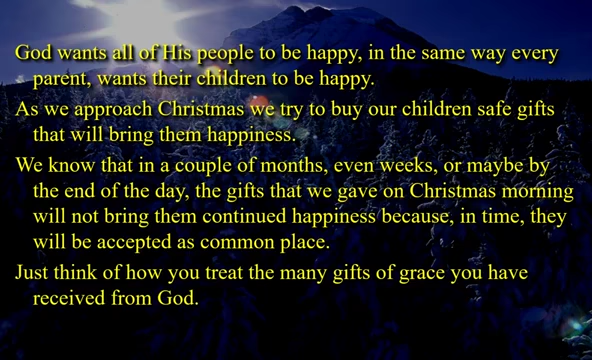 God wants all of His people to be happy, in the same way every
parent, wants their children to be happy.
As we approach Christmas we try to buy our children safe gifts
that will bring them happiness.
We know that in a couple of months, even weeks, or maybe by
the end of the day, the gifts that we gave on Christmas morning
will not bring them continued happiness because, in time, they
will be accepted as common place.
Just think of how you treat the many gifts of grace you have
received from God.